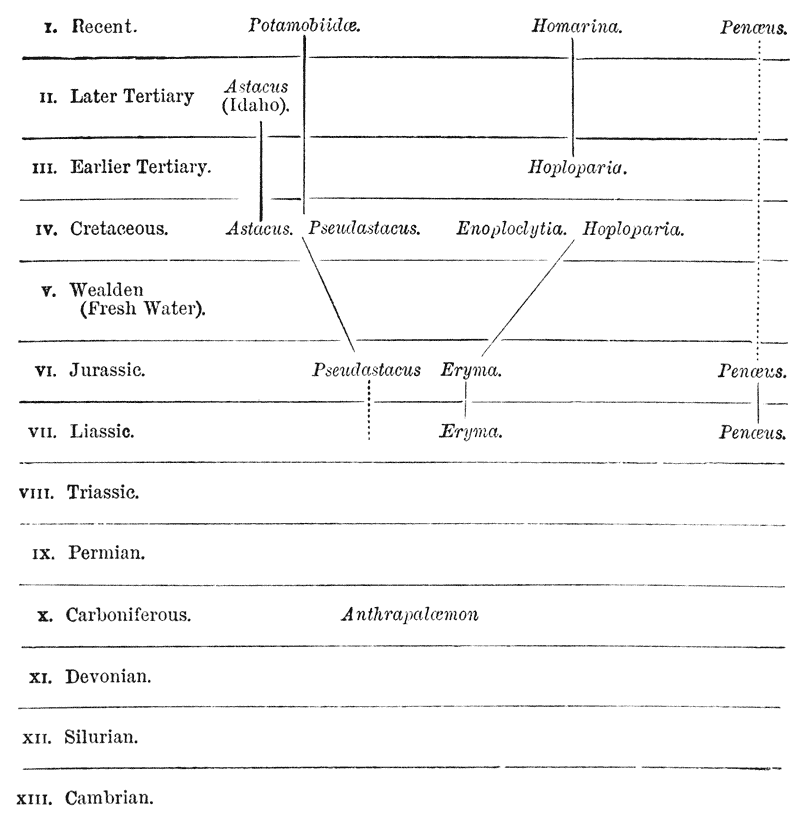 I. Recent. Potamobiidæ. Homarina. Penæus.
II. Later Tertiary Astacus
(Idaho).
III. Earlier Tertiary. Hoploparia.
IV. Cretaceous. Astacus. Pseudastacus. Enoploclytia. Hoploparia.
V. Wealden
(Fresh Water).
VI. Jurassic. Pseudastacus Eryma. Penæus.
VII. Liassic. Eryma. Penæus.
VIII. Triassic.
IX. Permian.
X. Carboniferous. Anthrapalæmon
XI. Devonian.
XII. Silurian.
XIII. Cambrian.